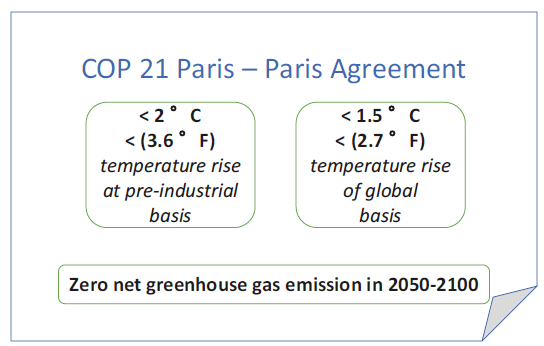 COP 21 Paris – Paris Agreement
< 2 ° C
< (3.6 ° F)
temperature rise
at pre-industrial
basis
< 1.5 ° C
< (2.7 ° F)
temperature rise
of global
basis
Zero net greenhouse gas emission in 2050-2100